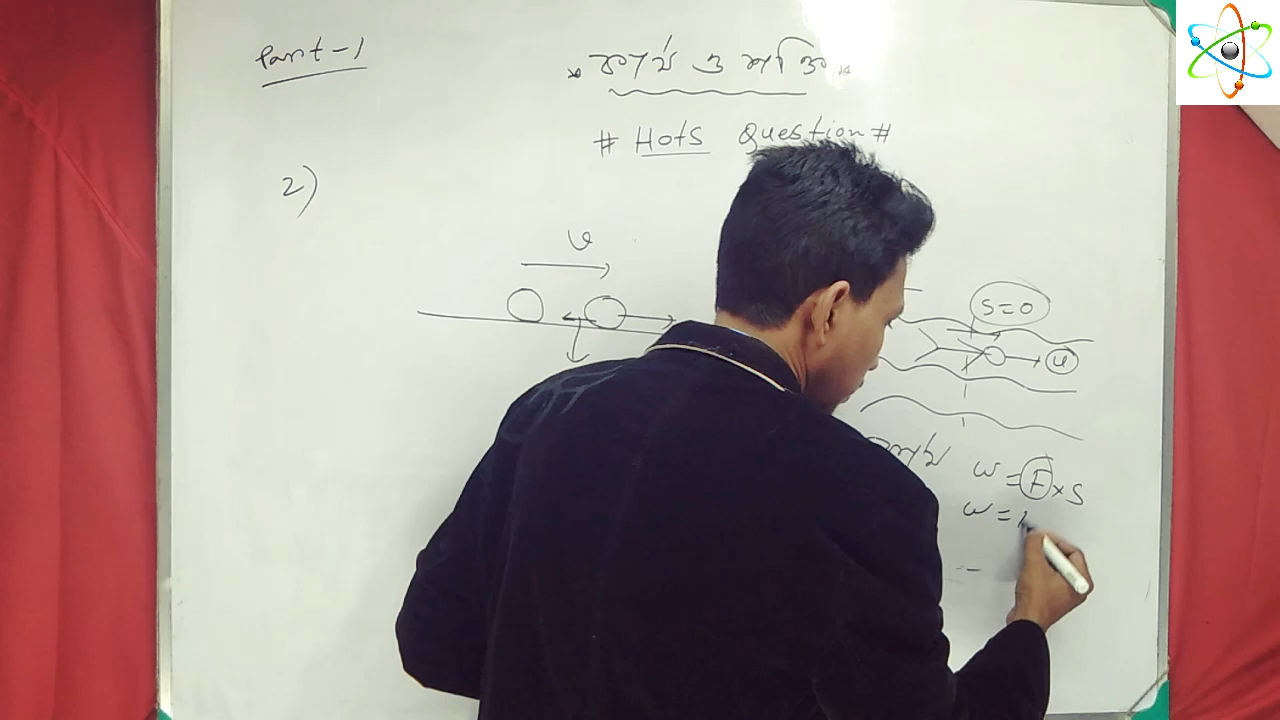 Part-1
কার্য ও শক্তি
# Hots Question #
2)
v
S=0
u
কার্য
W = F × S
W =